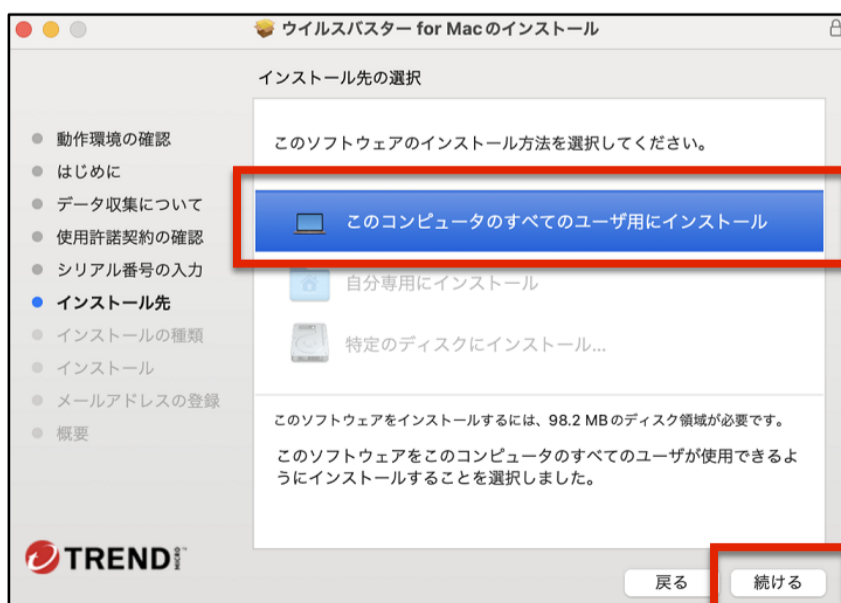 ウイルスバスター for Mac のインストール
インストール先の選択
動作環境の確認
はじめに
データ収集について
使用許諾契約の確認
シリアル番号の入力
インストール先
インストールの種類
インストール
メールアドレスの登録
概要
このソフトウェアのインストール方法を選択してください。
このコンピュータのすべてのユーザ用にインストール
自分専用にインストール
特定のディスクにインストール...
このソフトウェアをインストールするには、98.2 MB のディスク領域が必要です。
このソフトウェアをこのコンピュータのすべてのユーザが使用できるよ
うにインストールすることを選択しました。
TREND MICRO™
戻る
続ける